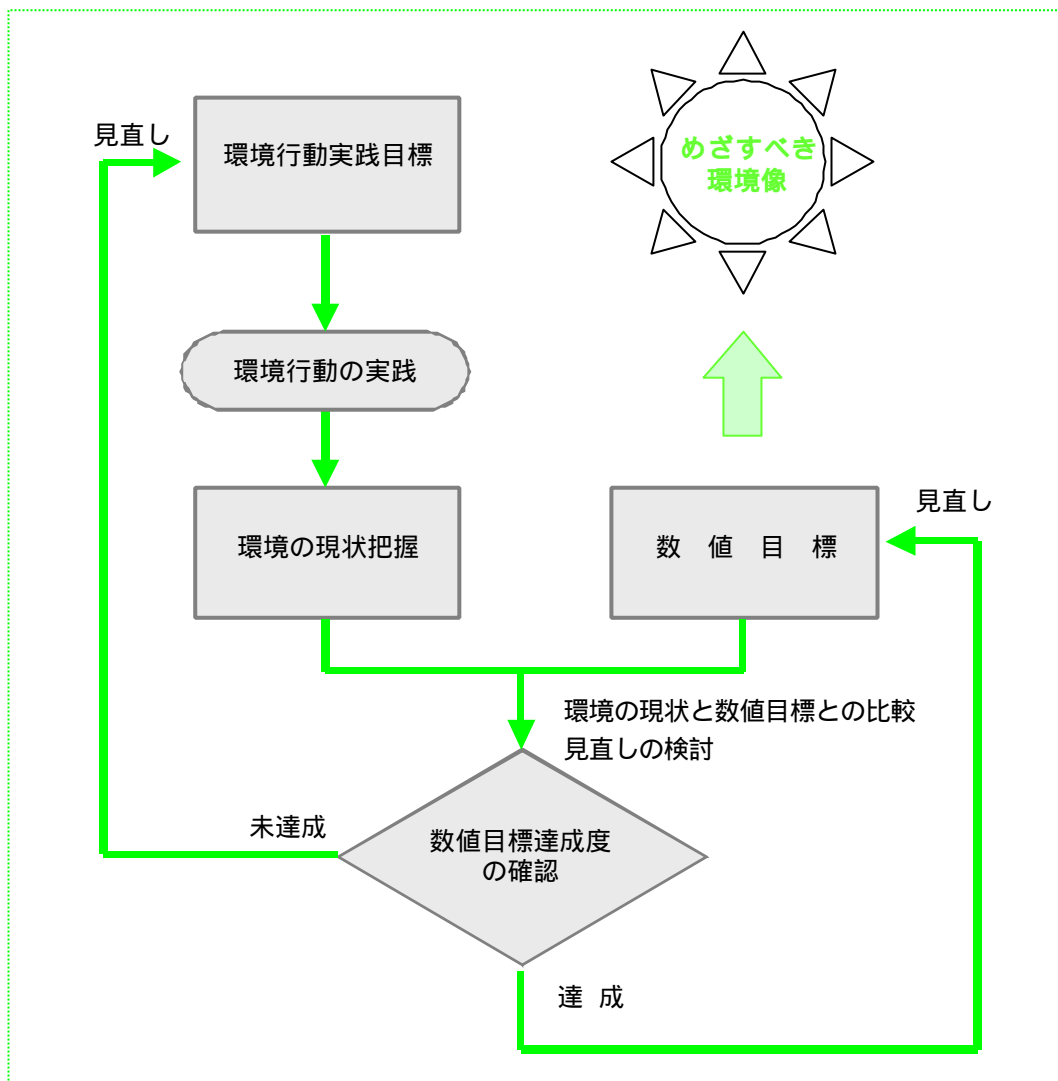 見直し
環境行動実践目標
めざすべき
環境像
環境行動の実践
環境の現状把握
数 値 目 標
見直し
環境の現状と数値目標との比較
見直しの検討
未達成
数値目標達成度
の確認
達 成